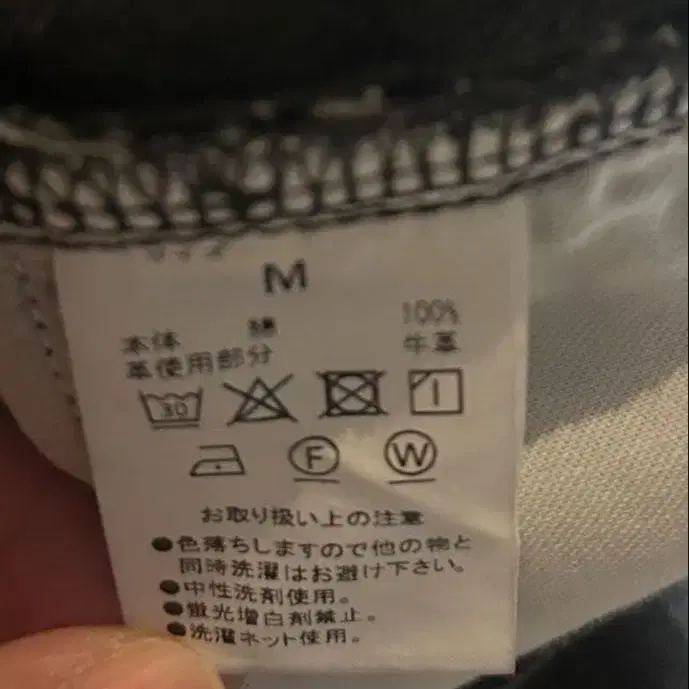 サイズ
M
本体 綿 100%
革使用部分 牛革
30
F W
お取り扱い上の注意
●色落ちしますので他の物と
同時洗濯はお避け下さい。
●中性洗剤使用。
●蛍光増白剤禁止。
●洗濯ネット使用。